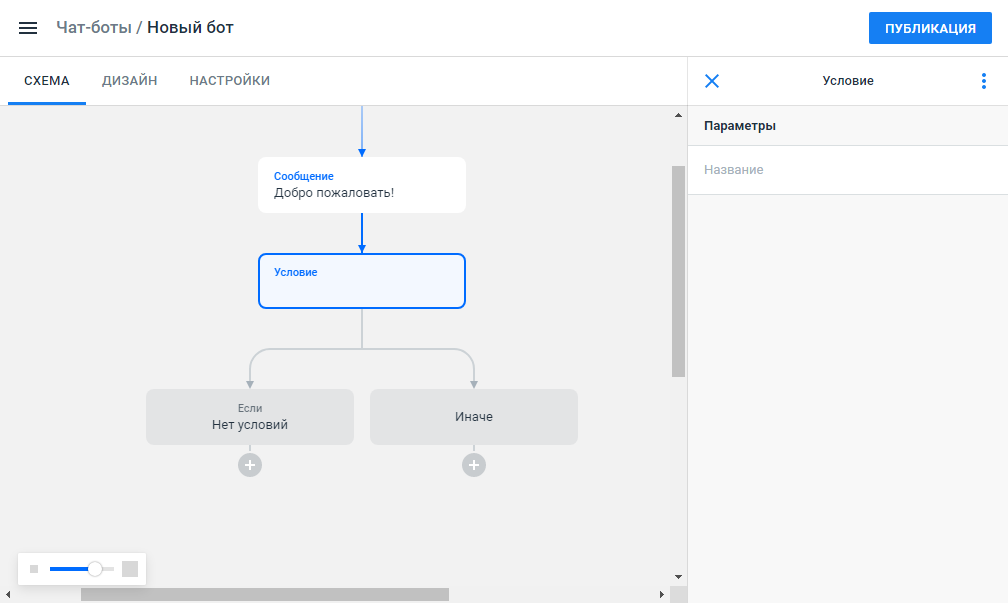 Чат-боты / Новый бот
ПУБЛИКАЦИЯ
СХЕМА
ДИЗАЙН
НАСТРОЙКИ
Условие
Параметры
Название
Сообщение
Добро пожаловать!
Условие
Если
Нет условий
Иначе